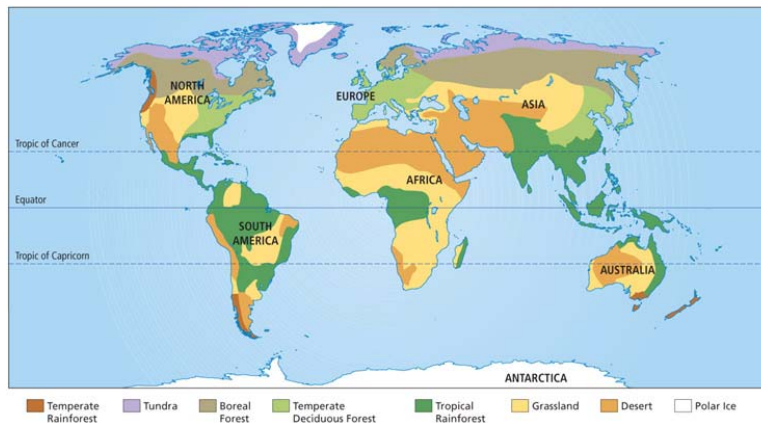 NORTH
AMERICA
EUROPE
ASIA
Tropic of Cancer
AFRICA
Equator
SOUTH
AMERICA
Tropic of Capricorn
AUSTRALIA
ANTARCTICA
Temperate
Rainforest
Tundra
Boreal
Forest
Temperate
Deciduous Forest
Tropical
Rainforest
Grassland
Desert
Polar Ice